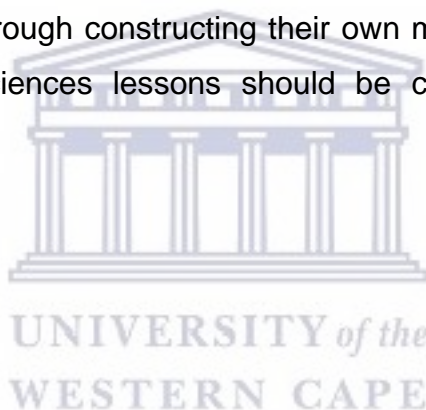 rough constructing their own m
iences lessons should be c
UNIVERSITY of the
WESTERN CAPE